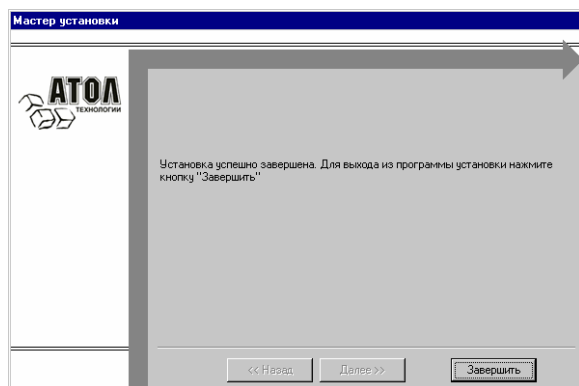 Мастер установки
АТОЛ
ТЕХНОЛОГИИ
Установка успешно завершена. Для выхода из программы установки нажмите
кнопку "Завершить"
<< Назад
Далее >>
Завершить